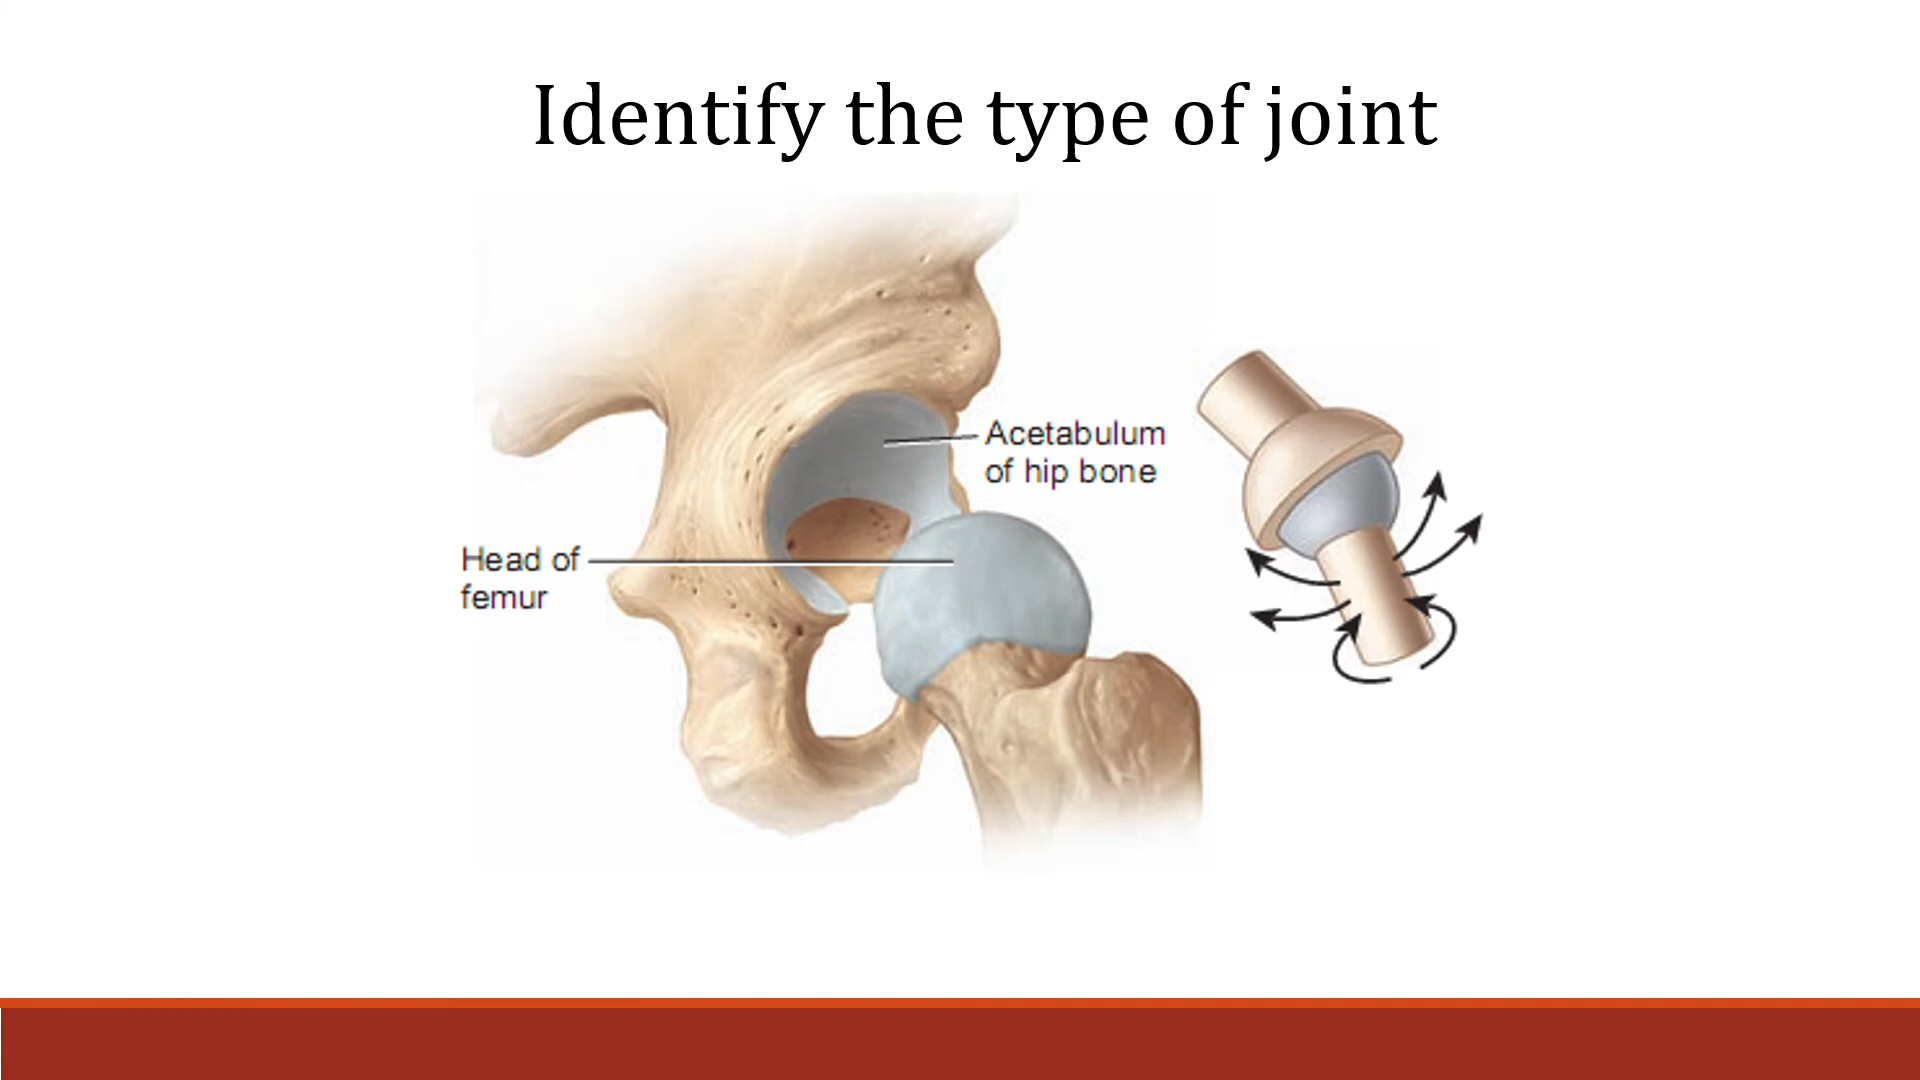 Identify the type of joint
Acetabulum
of hip bone
Head of
femur